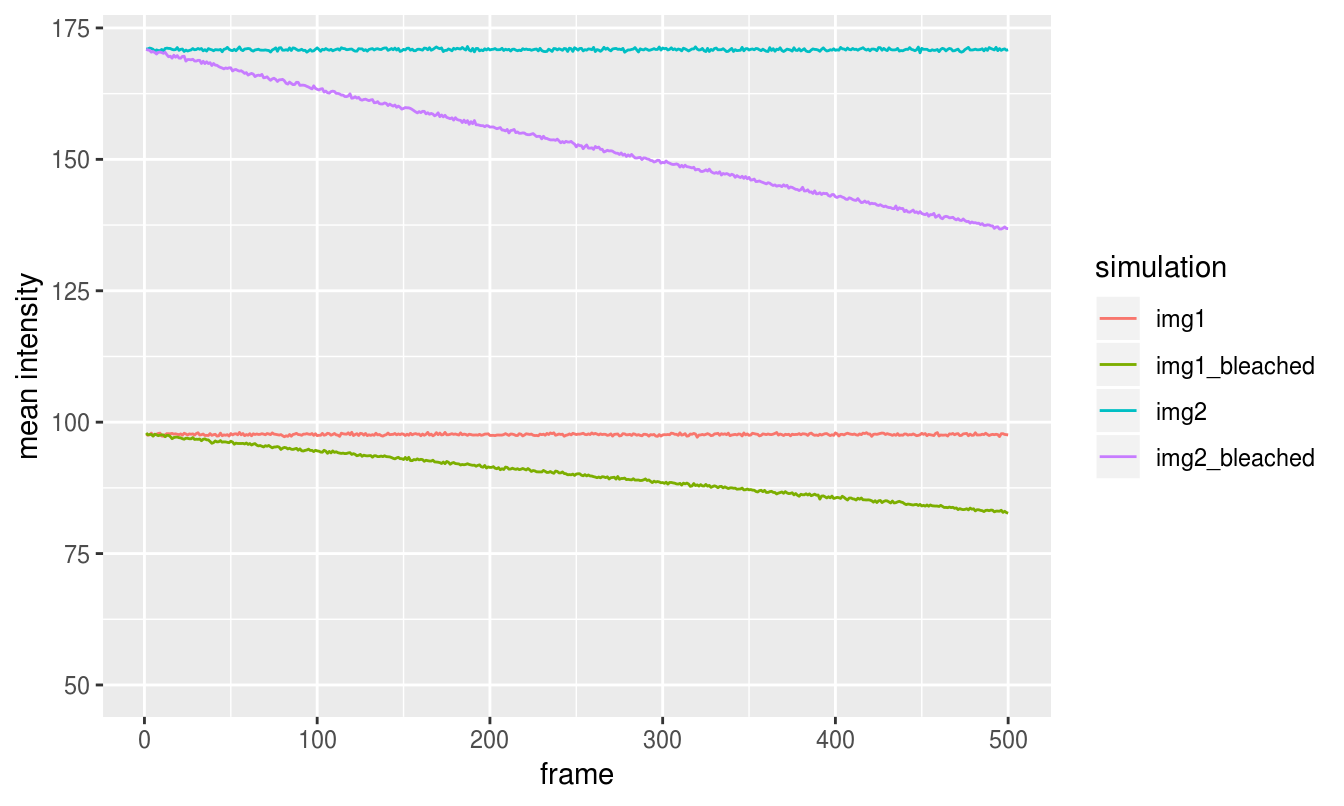 175
150
125
100
75
50
mean intensity
0 100 200 300 400 500
frame
simulation
img1
img1_bleached
img2
img2_bleached